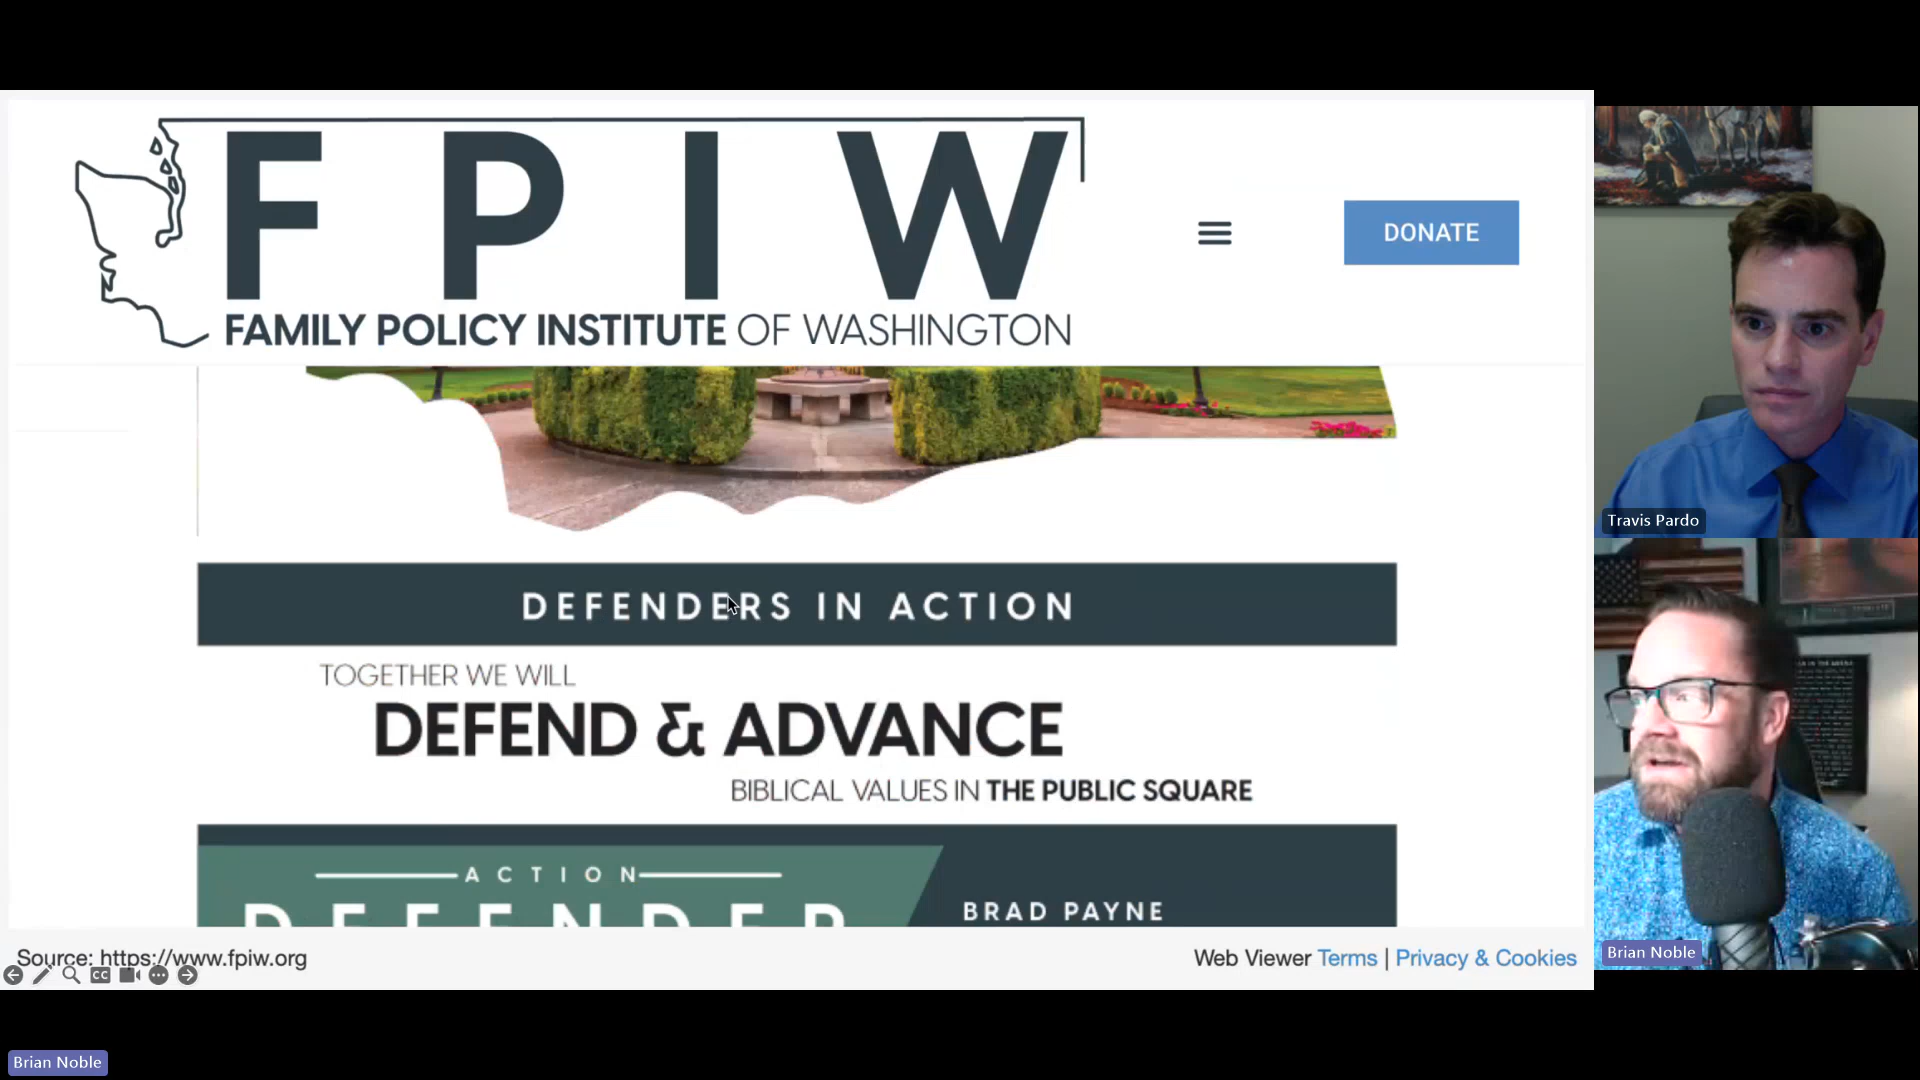 F P I W
FAMILY POLICY INSTITUTE OF WASHINGTON
DONATE
DEFENDERS IN ACTION
TOGETHER WE WILL
DEFEND & ADVANCE
BIBLICAL VALUES IN THE PUBLIC SQUARE
ACTION
DEFENDER
BRAD PAYNE
Source: https://www.fpiw.org
Web Viewer Terms | Privacy & Cookies
CC
Travis Pardo
Brian Noble
Brian Noble